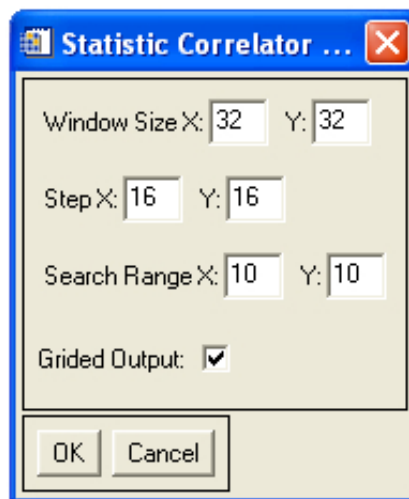 Statistic Correlator ...
Window Size X: 32 Y: 32
Step X: 16 Y: 16
Search Range X: 10 Y: 10
Grided Output:
OK Cancel